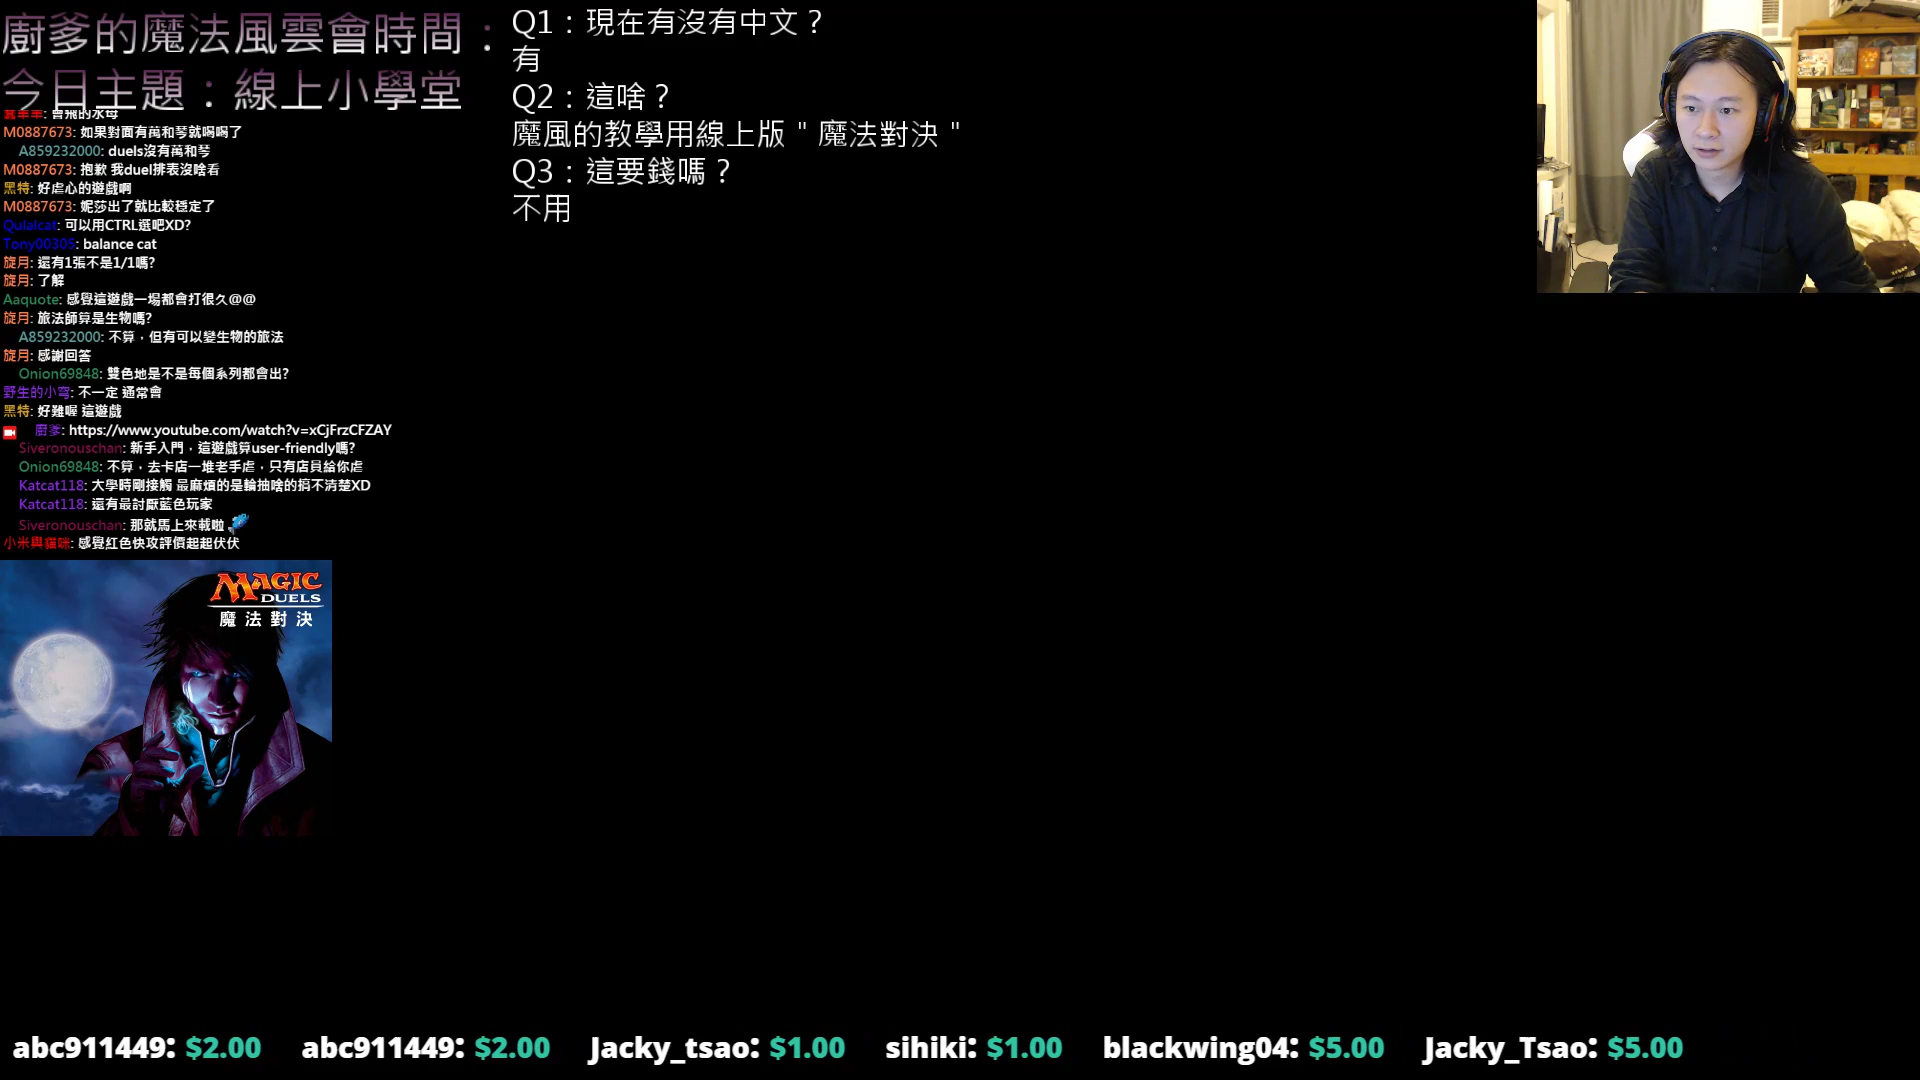 廚爹的魔法風雲會時間：
今日主題：線上小學堂
Q1：現在有沒有中文？
有
Q2：這啥？
魔風的教學用線上版＂魔法對決＂
Q3：這要錢嗎？
不用
會飛的水母
M0887673: 如果對面有萬和琴就喝喝了
A859232000: duels沒有萬和琴
M0887673: 抱歉 我duel排表沒啥看
黑特: 好虐心的遊戲啊
M0887673: 妮莎出了就比較穩定了
Quialcat: 可以用CTRL選吧XD?
Tony00305: balance cat
旋月: 還有1張不是1/1嗎?
旋月: 了解
Aaquote: 感覺這遊戲一場都會打很久@@
旋月: 旅法師算是生物嗎?
A859232000: 不算，但有可以變生物的旅法
旋月: 感謝回答
Onion69848: 雙色地是不是每個系列都會出?
野生的小穹: 不一定 通常會
黑特: 好難喔 這遊戲
廚爹: https://www.youtube.com/watch?v=xCjFrzCFZAY
Siveronouschan: 新手入門，這遊戲算user-friendly嗎?
Onion69848: 不算，去卡店一堆老手虐，只有店員給你虐
Katcat118: 大學時剛接觸 最麻煩的是輪抽啥的搞不清楚XD
Katcat118: 還有最討厭藍色玩家
Siveronouschan: 那就馬上來載啦
小米與貓咪: 感覺紅色快攻評價起起伏伏
MAGIC
DUELS
魔法對決
abc911449: $2.00 abc911449: $2.00 Jacky_tsao: $1.00 sihiki: $1.00 blackwing04: $5.00 Jacky_Tsao: $5.00